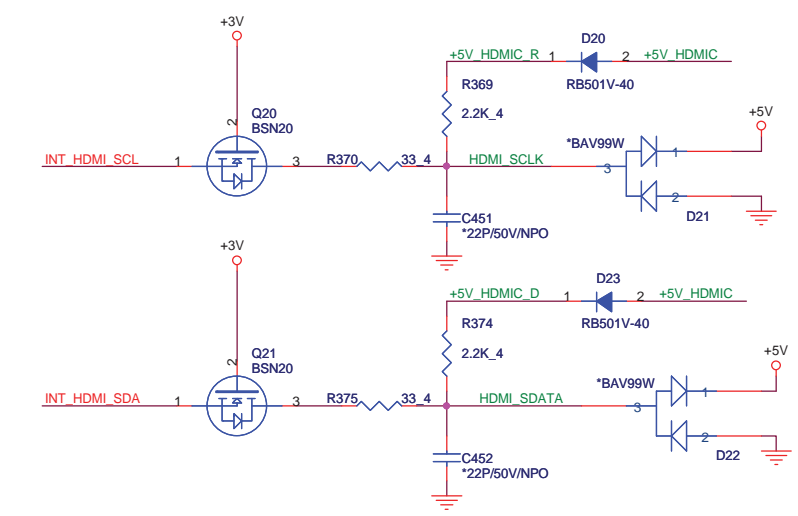 +3V
D20
+5V_HDMIC_R 1 2 +5V_HDMIC
R369
RB501V-40
Q20
BSN20
2
2.2K_4
+5V
*BAV99W
1
INT_HDMI_SCL 1 3 R370 33_4 HDMI_SCLK 3
2
D21
C451
*22P/50V/NPO
+3V
D23
+5V_HDMIC_D 1 2 +5V_HDMIC
R374
RB501V-40
Q21
BSN20
2
2.2K_4
+5V
*BAV99W
1
INT_HDMI_SDA 1 3 R375 33_4 HDMI_SDATA 3
2
D22
C452
*22P/50V/NPO